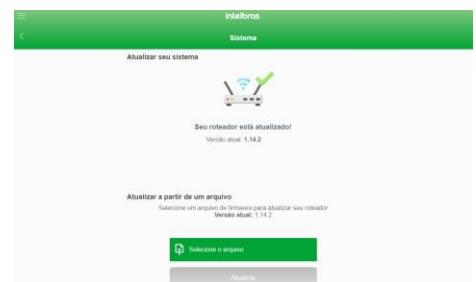 intelbras
Sistema
Atualizar seu sistema
Seu roteador está atualizado!
Versão atual: 1.14.2
Atualizar a partir de um arquivo
Selecione um arquivo de firmware para atualizar seu roteador
Versão atual: 1.14.2
Selecione o arquivo
Atualizar